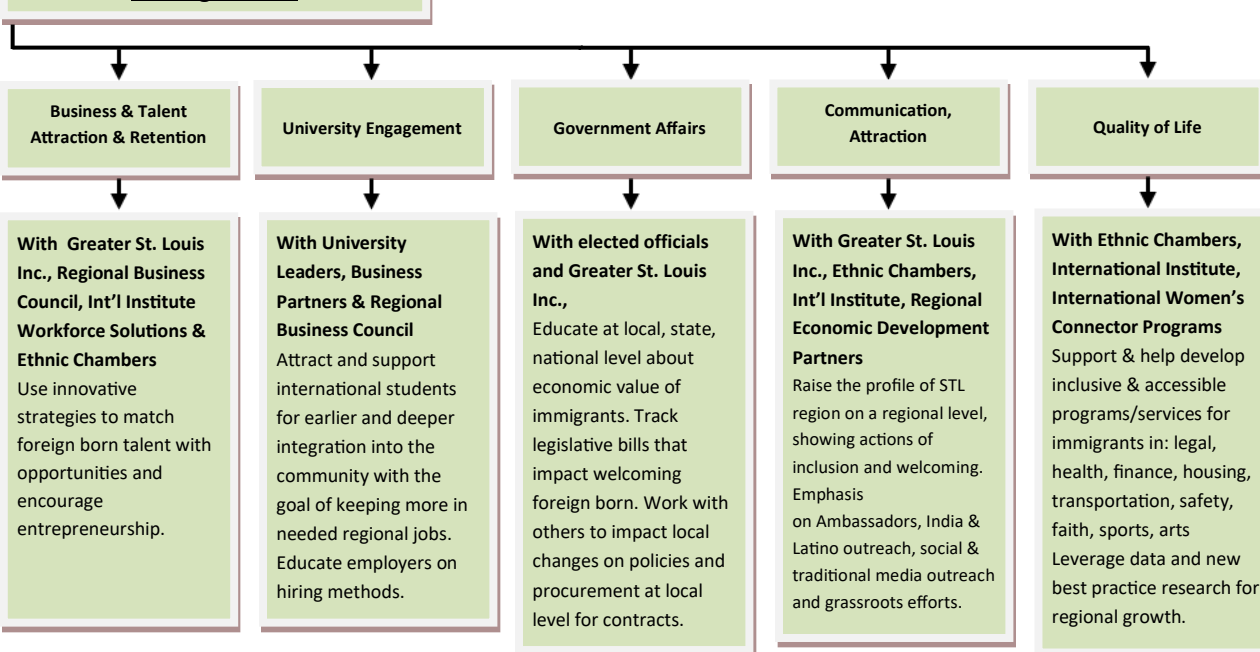 Business & Talent
Attraction & Retention
University Engagement
Government Affairs
Communication,
Attraction
Quality of Life
With  Greater St. Louis
Inc., Regional Business
Council, Int'l Institute
Workforce Solutions &
Ethnic Chambers
Use innovative
strategies to match
foreign born talent with
opportunities and
encourage
entrepreneurship.
With University
Leaders, Business
Partners & Regional
Business Council
Attract and support
international students
for earlier and deeper
integration into the
community with the
goal of keeping more in
needed regional jobs.
Educate employers on
hiring methods.
With elected officials
and Greater St. Louis
Inc.,
Educate at local, state,
national level about
economic value of
immigrants. Track
legislative bills that
impact welcoming
foreign born. Work with
others to impact local
changes on policies and
procurement at local
level for contracts.
With Greater St. Louis
Inc., Ethnic Chambers,
Int'l Institute, Regional
Economic Development
Partners
Raise the profile of STL
region on a regional level,
showing actions of
inclusion and welcoming.
Emphasis
on Ambassadors, India &
Latino outreach, social &
traditional media outreach
and grassroots efforts.
With Ethnic Chambers,
International Institute,
International Women's
Connector Programs
Support & help develop
inclusive & accessible
programs/services for
immigrants in: legal,
health, finance, housing,
transportation, safety,
faith, sports, arts
Leverage data and new
best practice research for
regional growth.